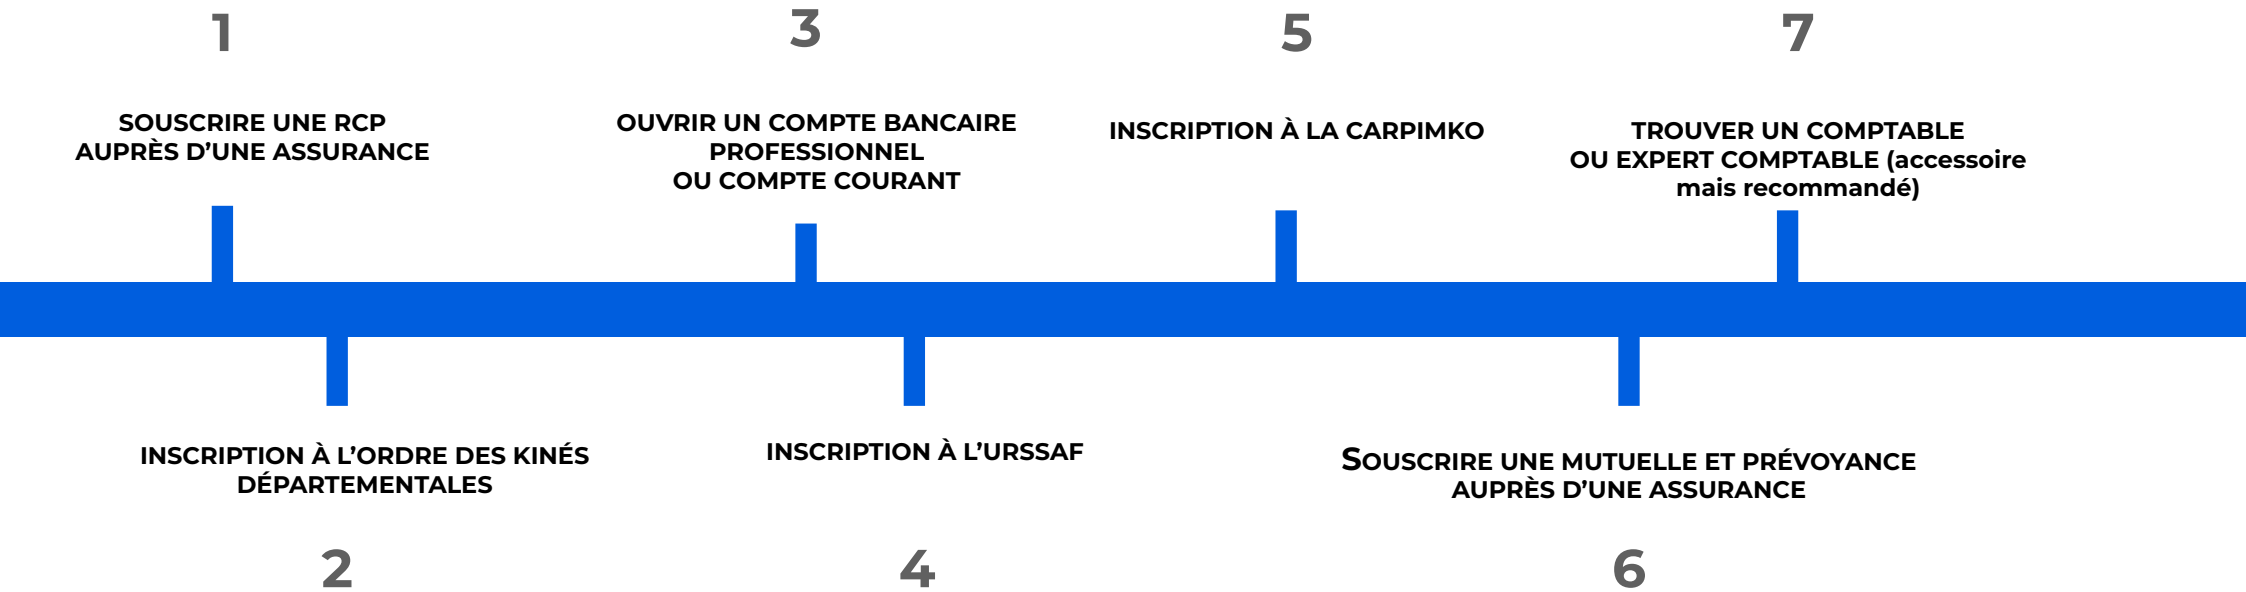 1
SOUSCRIRE UNE RCP
AUPRÈS D’UNE ASSURANCE
2
INSCRIPTION À L’ORDRE DES KINÉS
DÉPARTEMENTALES
3
OUVRIR UN COMPTE BANCAIRE
PROFESSIONNEL
OU COMPTE COURANT
4
INSCRIPTION À L’URSSAF
5
INSCRIPTION À LA CARPIMKO
6
SOUSCRIRE UNE MUTUELLE ET PRÉVOYANCE
AUPRÈS D’UNE ASSURANCE
7
TROUVER UN COMPTABLE
OU EXPERT COMPTABLE (accessoire
mais recommandé)